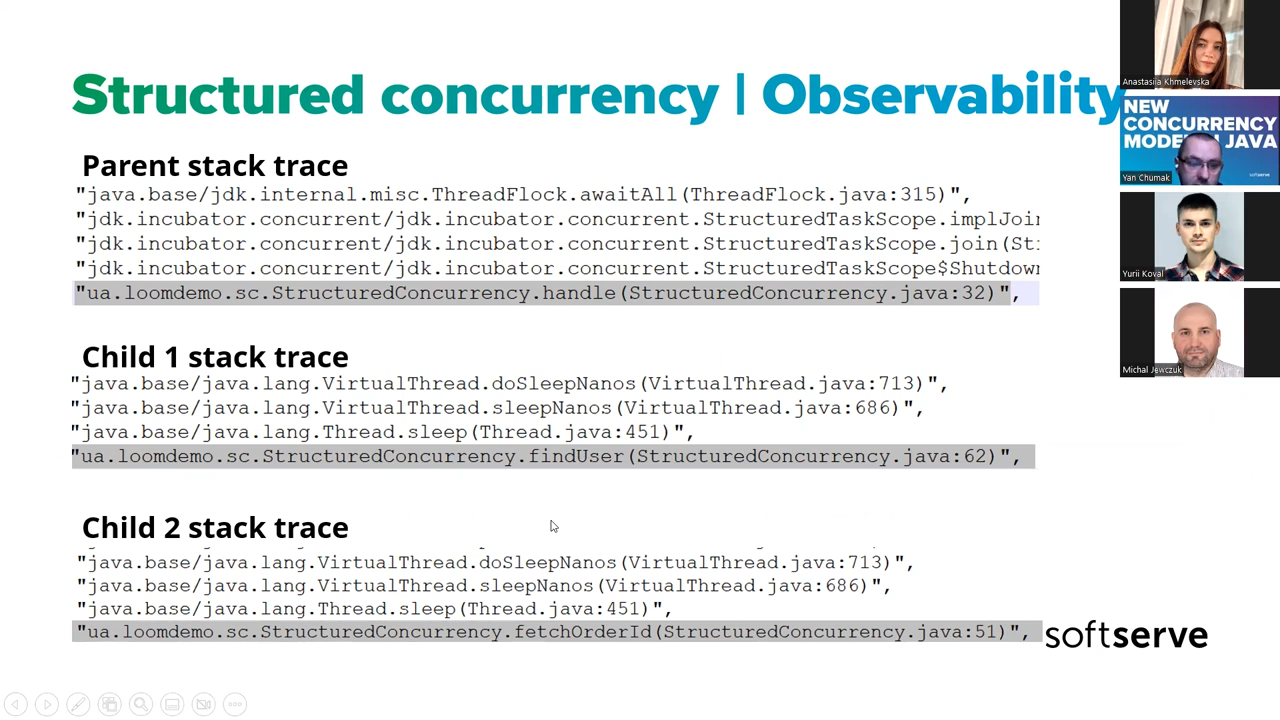 Structured concurrency | Observability
Parent stack trace
"java.base/jdk.internal.misc.ThreadFlock.awaitAll(ThreadFlock.java:315)",
"jdk.incubator.concurrent/jdk.incubator.concurrent.StructuredTaskScope.implJoin
"jdk.incubator.concurrent/jdk.incubator.concurrent.StructuredTaskScope.join(St
"jdk.incubator.concurrent/jdk.incubator.concurrent.StructuredTaskScope$Shutdown
"ua.loomdemo.sc.StructuredConcurrency.handle(StructuredConcurrency.java:32)",
Child 1 stack trace
"java.base/java.lang.VirtualThread.doSleepNanos(VirtualThread.java:713)",
"java.base/java.lang.VirtualThread.sleepNanos(VirtualThread.java:686)",
"java.base/java.lang.Thread.sleep(Thread.java:451)",
"ua.loomdemo.sc.StructuredConcurrency.findUser(StructuredConcurrency.java:62)",
Child 2 stack trace
"java.base/java.lang.VirtualThread.doSleepNanos(VirtualThread.java:713)",
"java.base/java.lang.VirtualThread.sleepNanos(VirtualThread.java:686)",
"java.base/java.lang.Thread.sleep(Thread.java:451)",
"ua.loomdemo.sc.StructuredConcurrency.fetchOrderId(StructuredConcurrency.java:51)",
softserve
Anastasiia Khmelevska
NEW
CONCURRENCY
JAVA
Yan Chumak
softserve
Yurii Koval
Michal Jewczuk